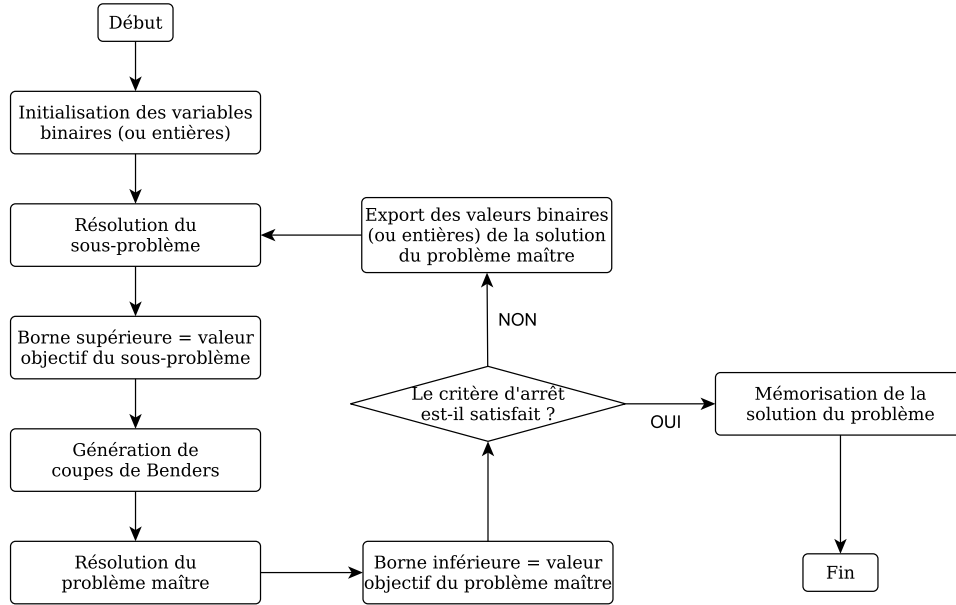 Début
Initialisation des variables
binaires (ou entières)
Résolution du
sous-problème
Borne supérieure = valeur
objectif du sous-problème
Génération de
coupes de Benders
Résolution du
problème maître
Borne inférieure = valeur
objectif du problème maître
Le critère d'arrêt
est-il satisfait ?
NON
Export des valeurs binaires
(ou entières) de la solution
du problème maître
OUI
Mémorisation de la
solution du problème
Fin